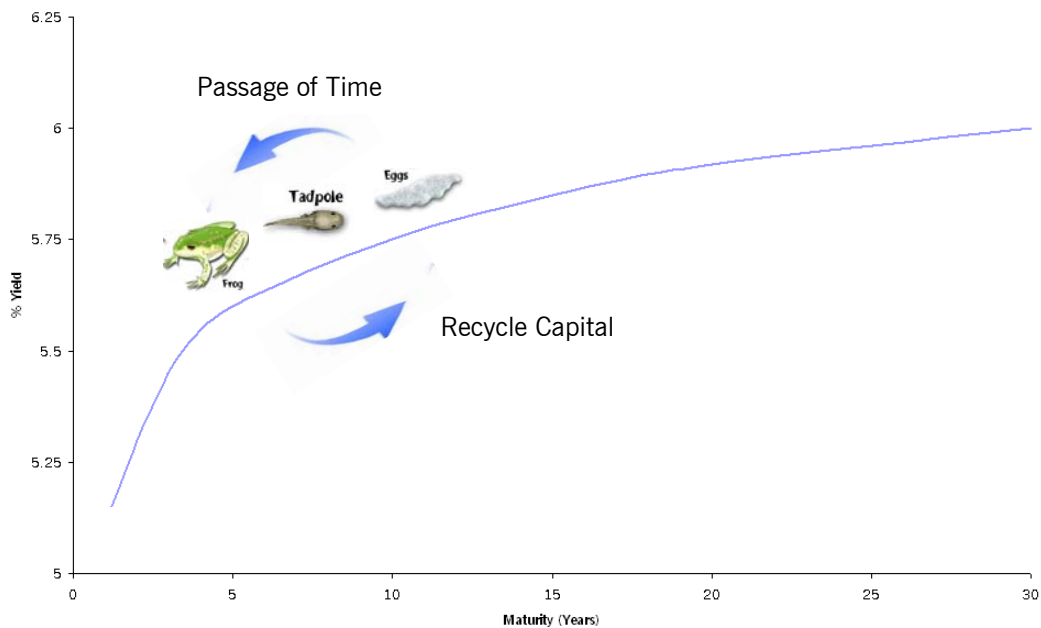 6.25
Passage of Time
6
Eggs
Tadpole
5.75
Frog
% Yield
Recycle Capital
5.5
5.25
5
0 5 10 15 20 25 30
Maturity (Years)